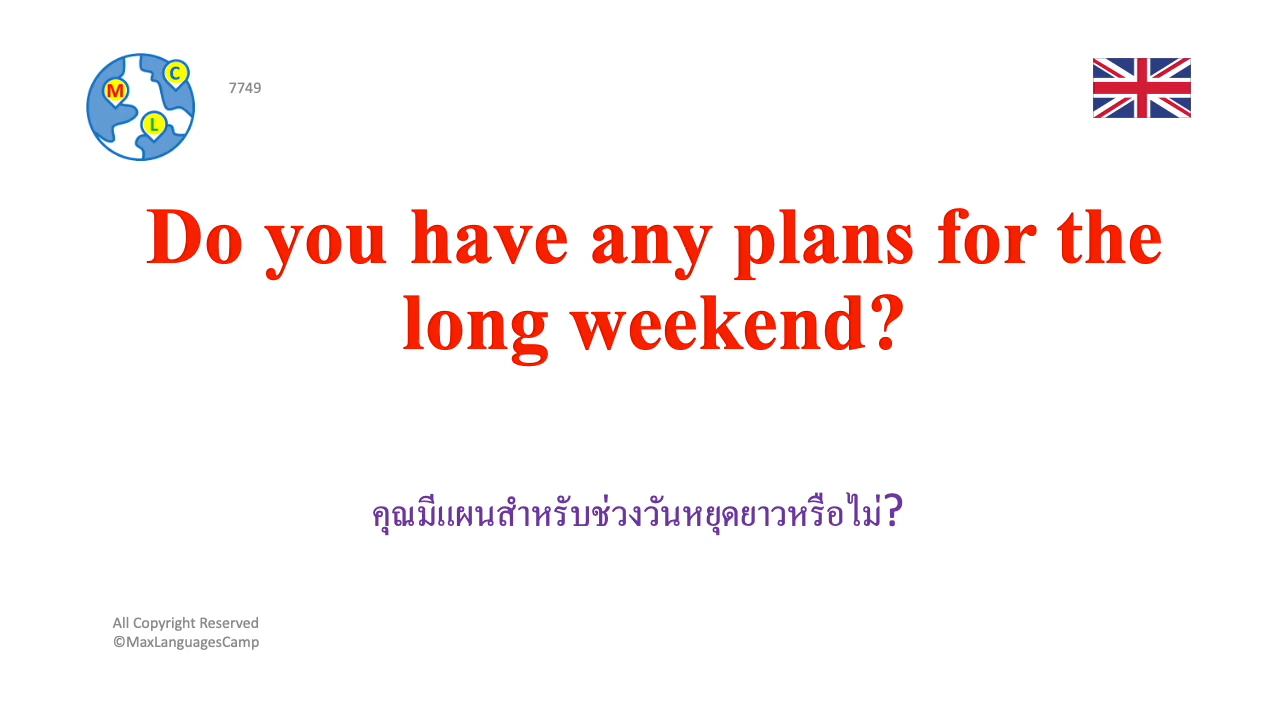 M
C
L
7749
Do you have any plans for the
long weekend?
คุณมีแผนสำหรับช่วงวันหยุดยาวหรือไม่?
All Copyright Reserved
©MaxLanguagesCamp